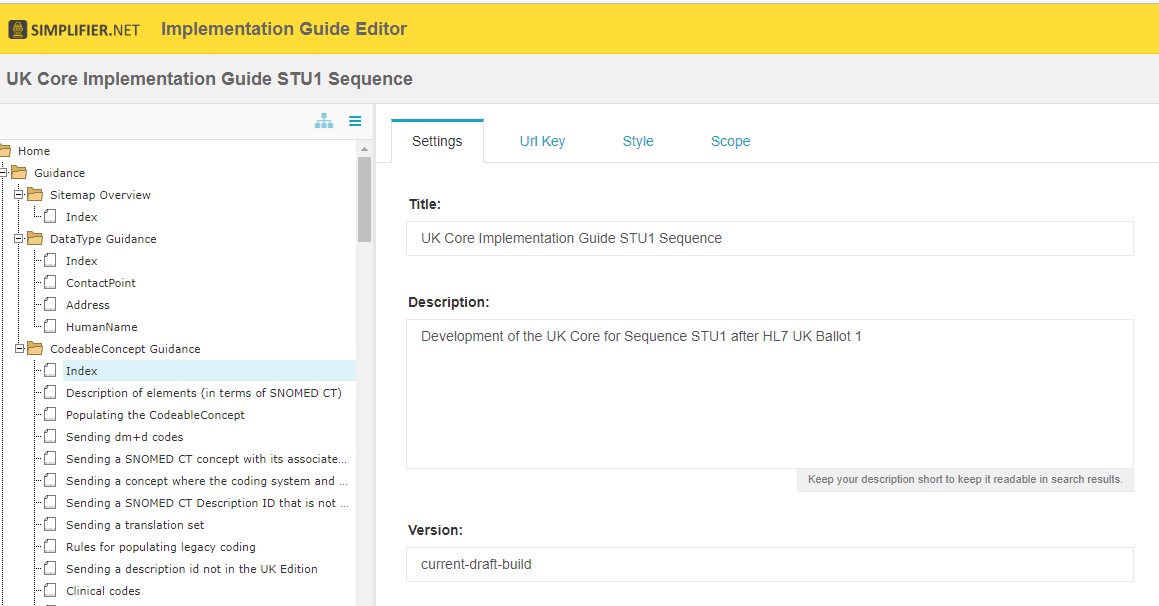 SIMPLIFIER.NET Implementation Guide Editor
UK Core Implementation Guide STU1 Sequence
Home
Guidance
Sitemap Overview
Index
DataType Guidance
Index
ContactPoint
Address
HumanName
CodeableConcept Guidance
Index
Description of elements (in terms of SNOMED CT)
Populating the CodeableConcept
Sending dm+d codes
Sending a SNOMED CT concept with its associate...
Sending a concept where the coding system and ...
Sending a SNOMED CT Description ID that is not ...
Sending a translation set
Rules for populating legacy coding
Sending a description id not in the UK Edition
Clinical codes
Settings Url Key Style Scope
Title:
UK Core Implementation Guide STU1 Sequence
Description:
Development of the UK Core for Sequence STU1 after HL7 UK Ballot 1
Keep your description short to keep it readable in search results.
Version:
current-draft-build